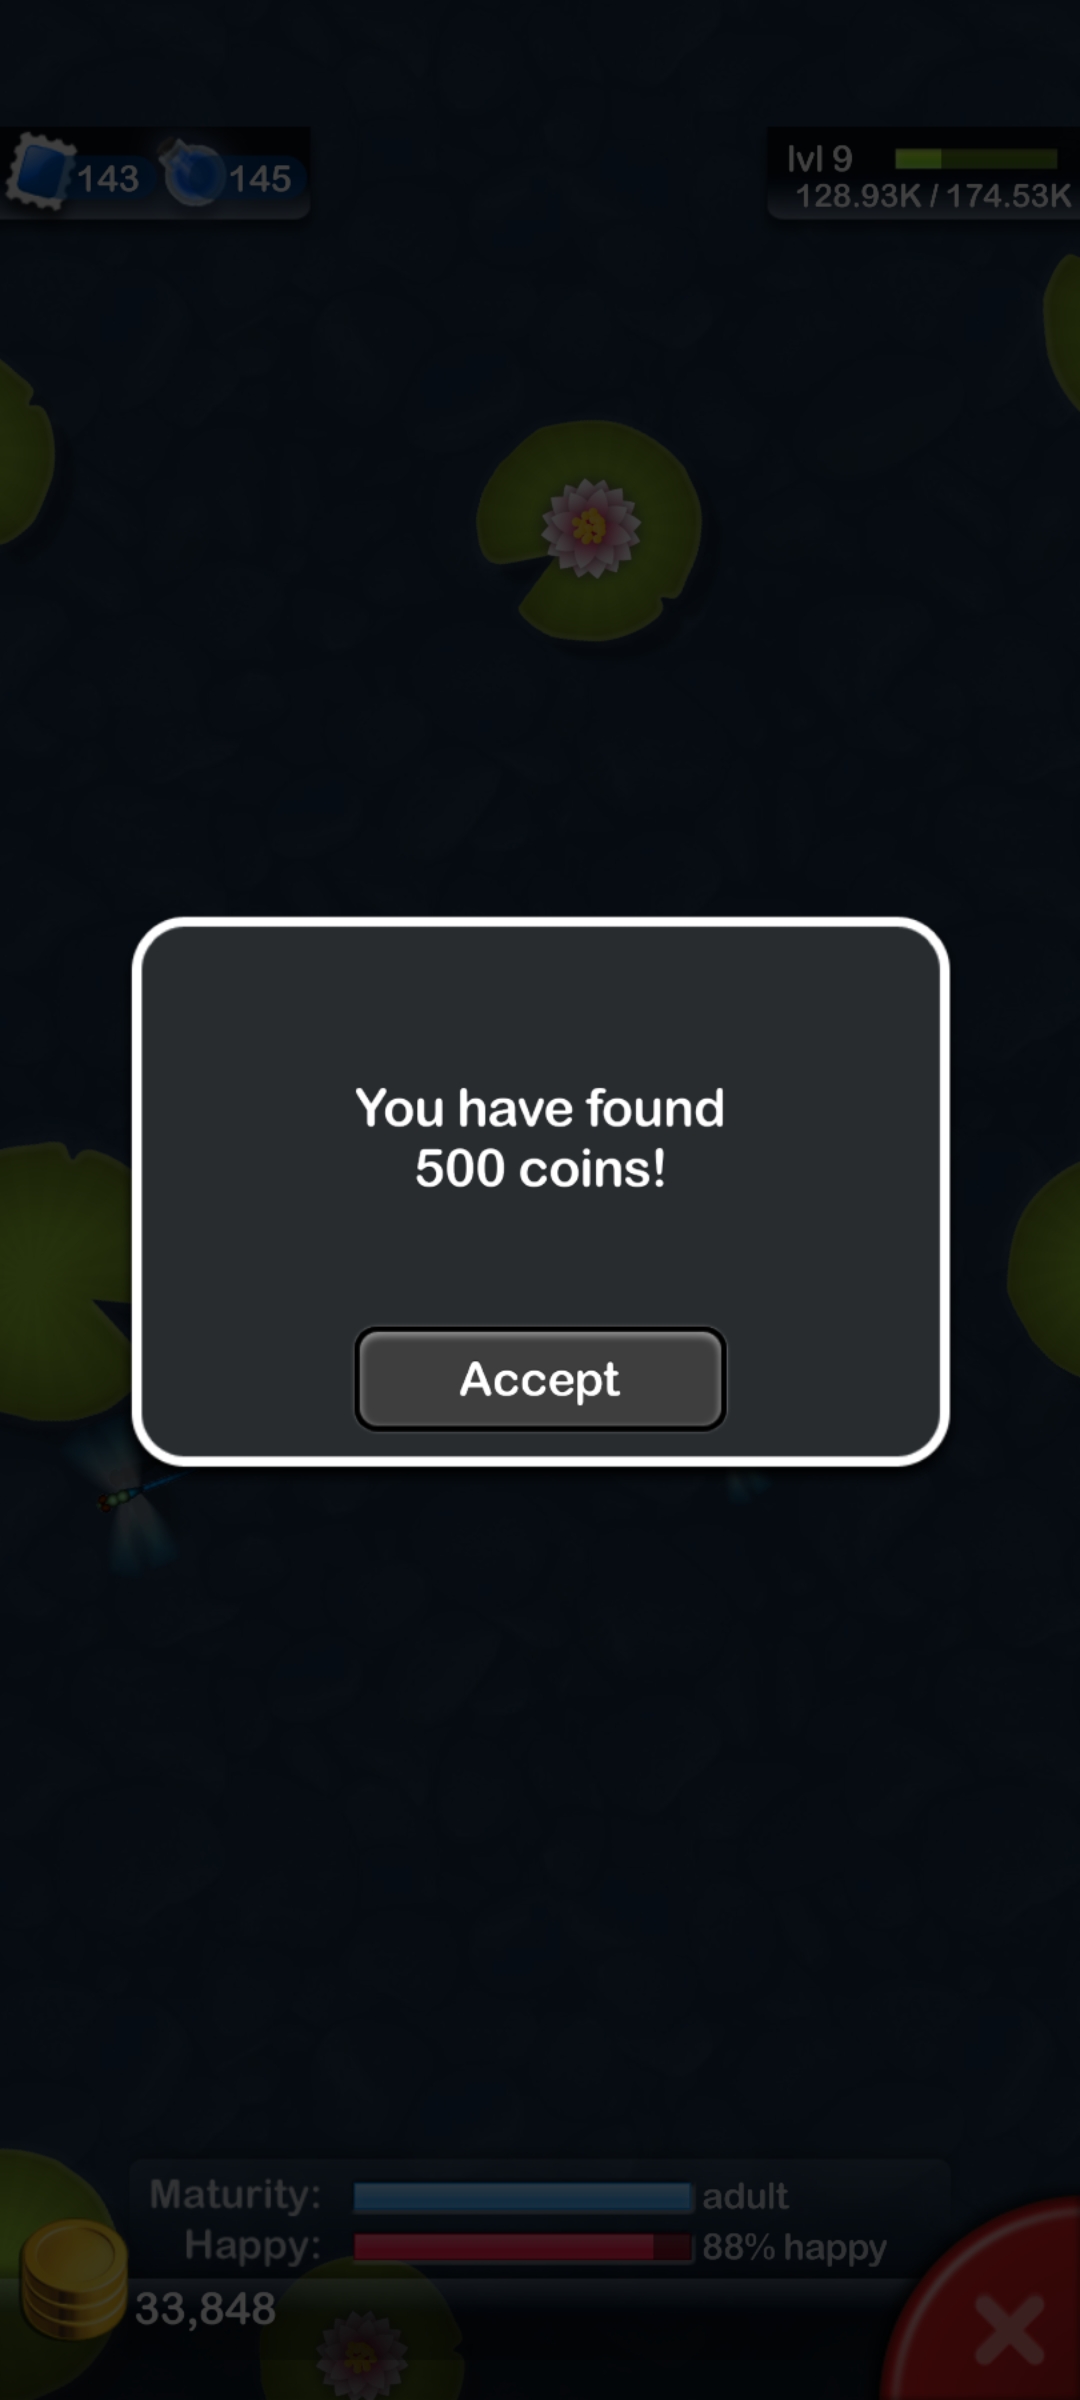 143
145
lvl 9
128.93K / 174.53K
You have found
500 coins!
Accept
Maturity:
adult
Happy:
88% happy
33,848